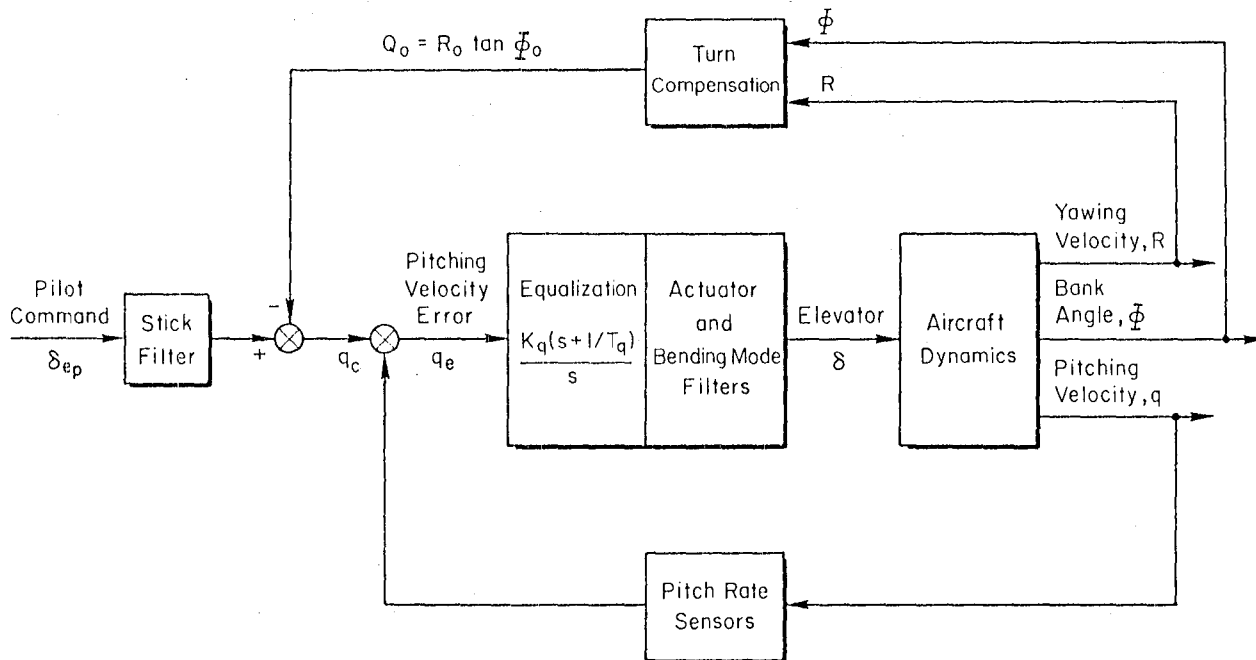 Φ
Q₀ = R₀ tan Φ₀
Turn
Compensation
R
Yawing
Velocity, R
Pilot
Command
δep
Stick
Filter
−
+
qc
Pitching
Velocity
Error
qe
Equalization
Kq(s+1/Tq)
s
Actuator
and
Bending Mode
Filters
Elevator
δ
Aircraft
Dynamics
Bank
Angle, Φ
Pitching
Velocity, q
Pitch Rate
Sensors